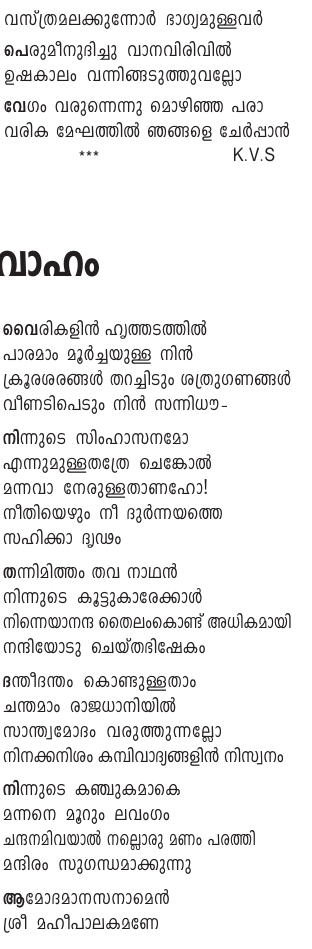 വസ്ത്രമലക്കുന്നോർ ഭാഗ്യമുള്ളവർ
പെരുമീനുദിച്ചു വാനവിരിവിൽ
ഉഷകാലം വന്നിങ്ങടുത്തുവല്ലോ
വേഗം വരുന്നെന്നു മൊഴിഞ്ഞ പരാ
വരിക മേഘത്തിൽ ഞങ്ങളെ ചേർപ്പാൻ
*** K.V.S
വാഹം
വൈരികളിൻ ഹൃത്തടത്തിൽ
പാരമാം മൂർച്ചയുള്ള നിൻ
ക്രൂരശരങ്ങൾ തറച്ചിടും ശത്രുഗണങ്ങൾ
വീണടിപെടും നിൻ സന്നിധൗ-
നിന്നുടെ സിംഹാസനമോ
എന്നുമുള്ളതത്രേ ചെങ്കോൽ
മന്നവാ നേരുള്ളതാണഹോ!
നീതിയെഴും നീ ദുർന്നയത്തെ
സഹിക്കാ ദൃഢം
തന്നിമിത്തം തവ നാഥൻ
നിന്നുടെ കൂട്ടുകാരേക്കാൾ
നിന്നെയാനന്ദ തൈലംകൊണ്ട് അധികമായി
നന്ദിയോടു ചെയ്തഭിഷേകം
ദന്തീദന്തം കൊണ്ടുള്ളതാം
ചന്തമാം രാജധാനിയിൽ
സാന്ത്വമോദം വരുത്തുന്നല്ലോ
നിനക്കനിശം കമ്പിവാദ്യങ്ങളിൻ നിസ്വനം
നിന്നുടെ കഞ്ചുകമാകെ
മന്നനെ മൂറും ലവംഗം
ചന്ദനമിവയാൽ നല്ലൊരു മണം പരത്തി
മന്ദിരം സുഗന്ധമാക്കുന്നു
ആമോദമാനസനാമെൻ
ശ്രീ മഹീപാലകമണേ